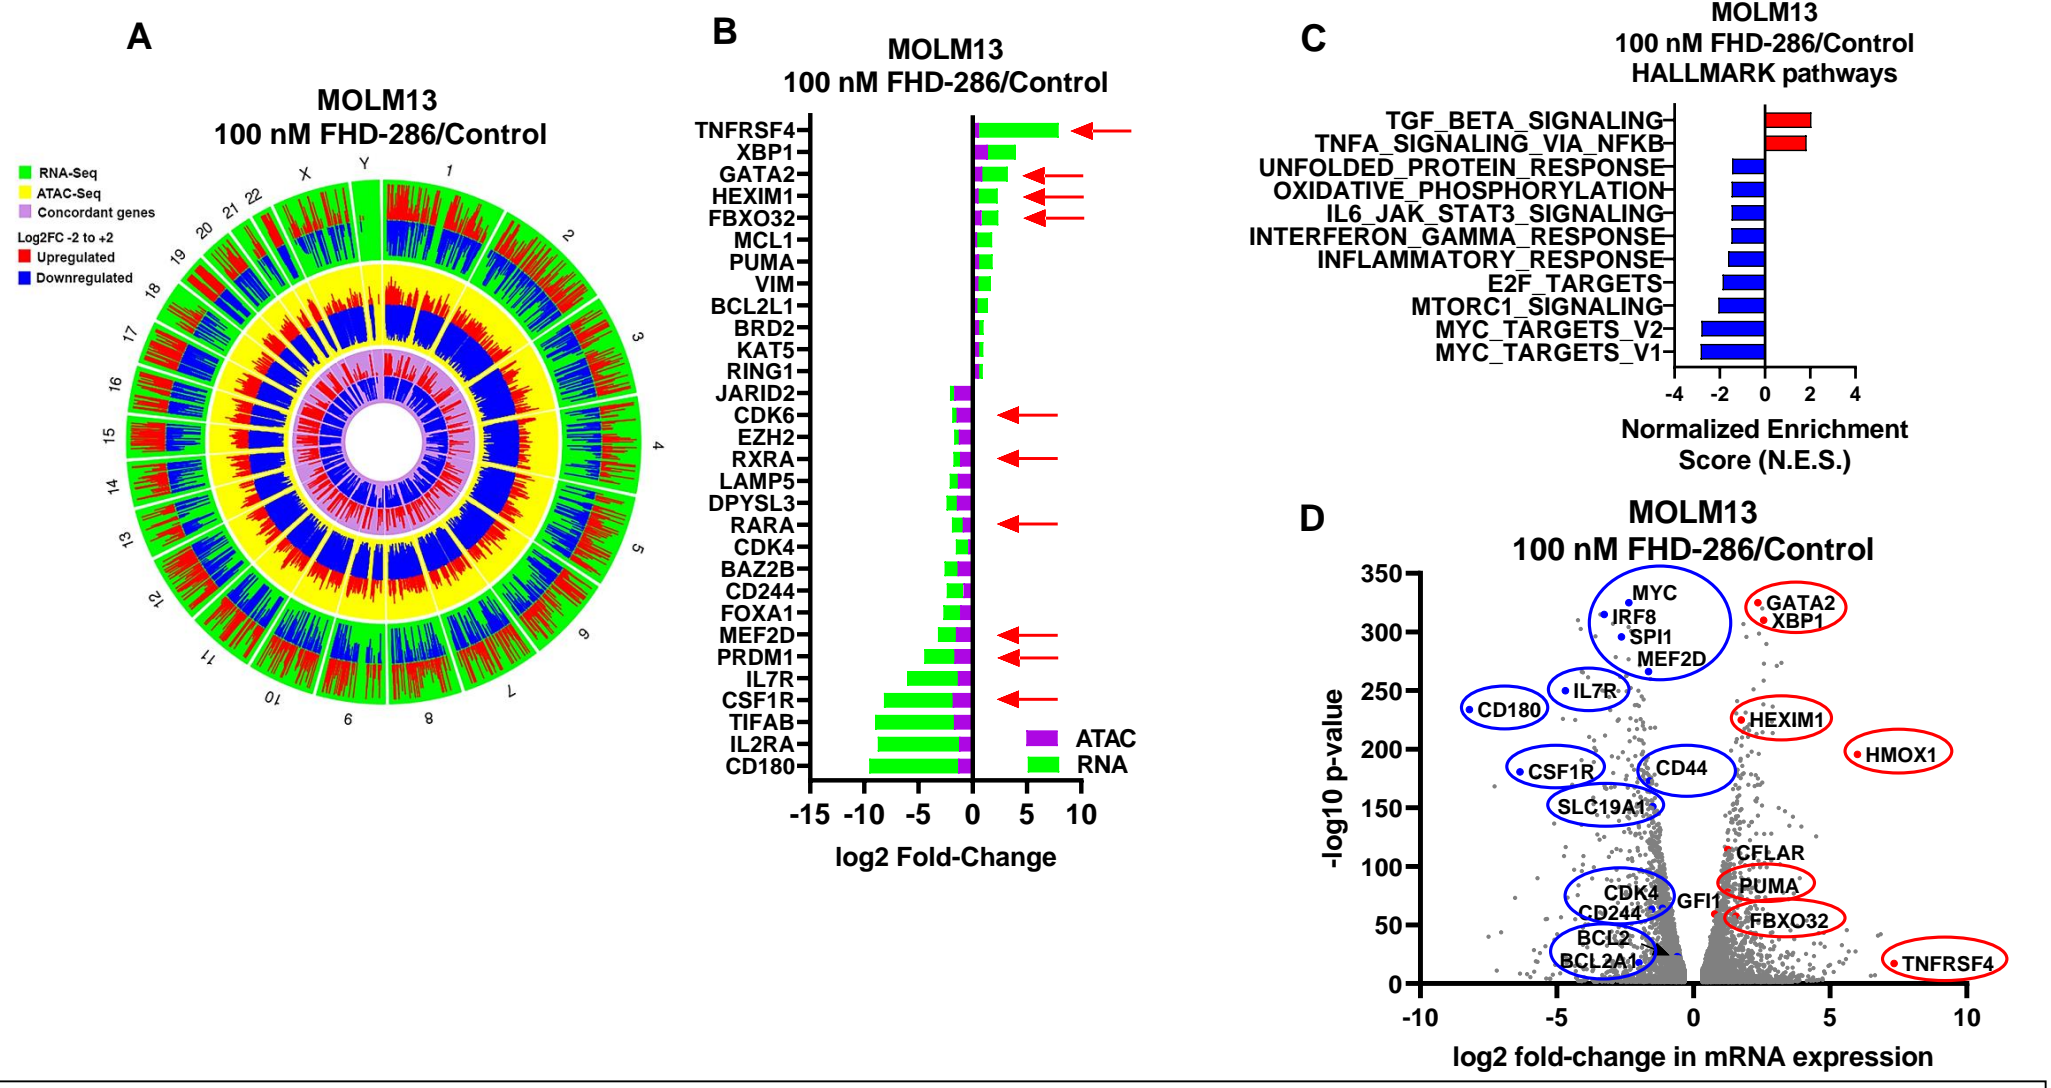 A
MOLM13
100 nM FHD-286/Control
RNA-Seq
ATAC-Seq
Concordant genes
Log2FC -2 to +2
Upregulated
Downregulated
1
2
3
4
5
6
7
8
9
10
11
12
13
14
15
16
17
18
19
20
21
22
X
Y
B
MOLM13
100 nM FHD-286/Control
TNFRSF4
XBP1
GATA2
HEXIM1
FBXO32
MCL1
PUMA
VIM
BCL2L1
BRD2
KAT5
RING1
JARID2
CDK6
EZH2
RXRA
LAMP5
DPYSL3
RARA
CDK4
BAZ2B
CD244
FOXA1
MEF2D
PRDM1
IL7R
CSF1R
TIFAB
IL2RA
CD180
ATAC
RNA
-15 -10 -5 0 5 10
log2 Fold-Change
C
MOLM13
100 nM FHD-286/Control
HALLMARK pathways
TGF_BETA_SIGNALING
TNFA_SIGNALING_VIA_NFKB
UNFOLDED_PROTEIN_RESPONSE
OXIDATIVE_PHOSPHORYLATION
IL6_JAK_STAT3_SIGNALING
INTERFERON_GAMMA_RESPONSE
INFLAMMATORY_RESPONSE
E2F_TARGETS
MTORC1_SIGNALING
MYC_TARGETS_V2
MYC_TARGETS_V1
-4 -2 0 2 4
Normalized Enrichment
Score (N.E.S.)
D
MOLM13
100 nM FHD-286/Control
-log10 p-value
350
300
250
200
150
100
50
0
MYC
IRF8
SPI1
MEF2D
IL7R
CD180
CSF1R
CD44
SLC19A1
CDK4
CD244
BCL2
BCL2A1
GFI1
GATA2
XBP1
HEXIM1
HMOX1
CFLAR
PUMA
FBXO32
TNFRSF4
-10 -5 0 5 10
log2 fold-change in mRNA expression